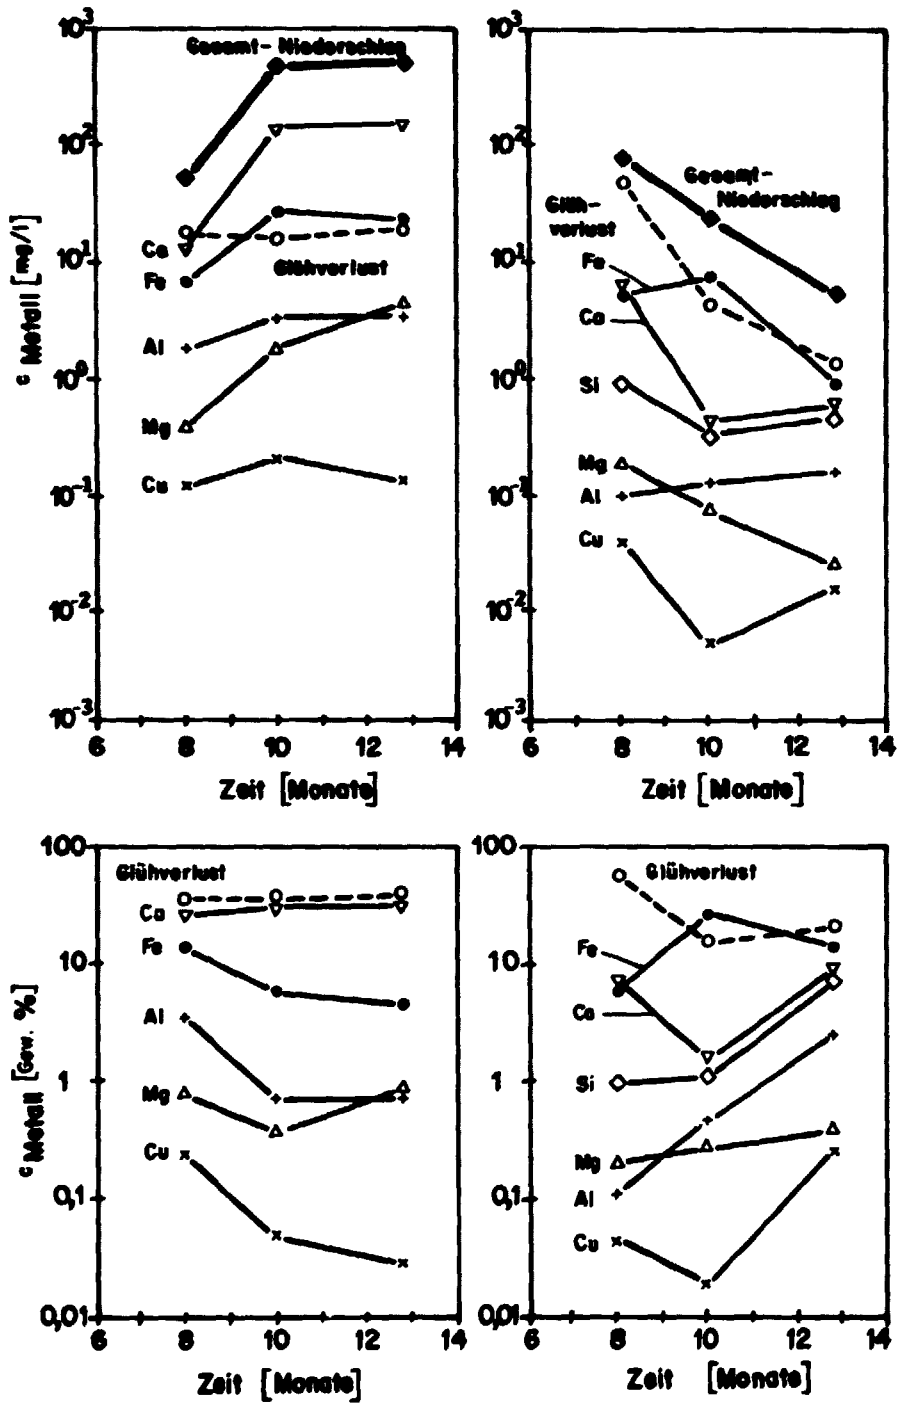 10³
10²
10¹
10⁰
10⁻¹
10⁻²
10⁻³
c Metall [mg/l]
Gesamt-Niederschlag
Ca
Fe
Glühverlust
Al
Mg
Cu
6 8 10 12 14
Zeit [Monate]
10³
10²
10¹
10⁰
10⁻¹
10⁻²
10⁻³
Gesamt-
Niederschlag
Glüh-
verlust
Fe
Ca
Si
Mg
Al
Cu
6 8 10 12 14
Zeit [Monate]
100
10
1
0,1
0,01
c Metall [Gew. %]
Glühverlust
Ca
Fe
Al
Mg
Cu
6 8 10 12 14
Zeit [Monate]
100
10
1
0,1
0,01
Glühverlust
Fe
Ca
Si
Mg
Al
Cu
6 8 10 12 14
Zeit [Monate]